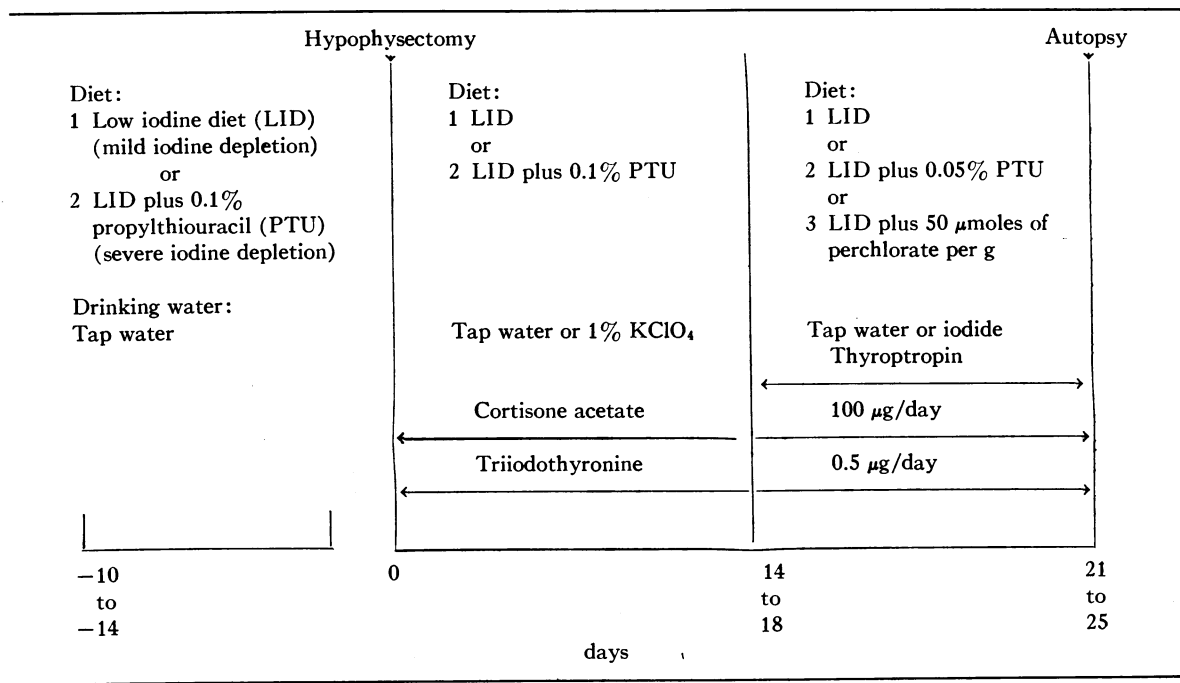 Hypophysectomy
Autopsy
Diet:
1 Low iodine diet (LID)
(mild iodine depletion)
or
2 LID plus 0.1%
propylthiouracil (PTU)
(severe iodine depletion)
Drinking water:
Tap water
Diet:
1 LID
or
2 LID plus 0.1% PTU
Tap water or 1% KClO₄
Diet:
1 LID
or
2 LID plus 0.05% PTU
or
3 LID plus 50 μmoles of
perchlorate per g
Tap water or iodide
Thyroptropin
Cortisone acetate 100 μg/day
Triiodothyronine 0.5 μg/day
−10 0 14 21
to to to
−14 18 25
days